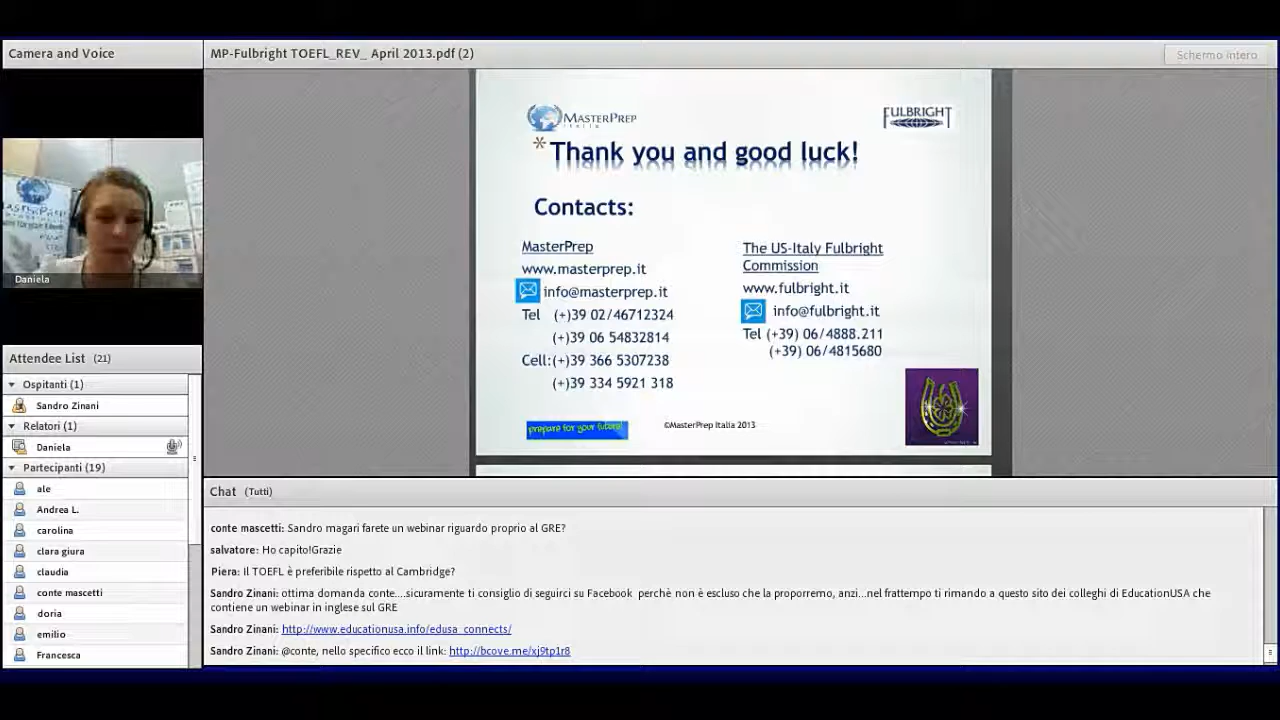 Camera and Voice
MP-Fulbright TOEFL_REV_ April 2013.pdf (2)
Schermo intero
Daniela
MASTERPREP
Italia
FULBRIGHT
*Thank you and good luck!
Contacts:
MasterPrep
www.masterprep.it
info@masterprep.it
Tel (+)39 02/46712324
(+)39 06 54832814
Cell:(+)39 366 5307238
(+)39 334 5921 318
The US-Italy Fulbright
Commission
www.fulbright.it
info@fulbright.it
Tel (+39) 06/4888.211
(+39) 06/4815680
prepare for your future!
©MasterPrep Italia 2013
Attendee List (21)
Ospitanti (1)
Sandro Zinani
Relatori (1)
Daniela
Partecipanti (19)
ale
Andrea L.
carolina
clara giura
claudia
conte mascetti
doria
emilio
Francesca
Chat (Tutti)
conte mascetti: Sandro magari farete un webinar riguardo proprio al GRE?
salvatore: Ho capito!Grazie
Piera: Il TOEFL è preferibile rispetto al Cambridge?
Sandro Zinani: ottima domanda conte....sicuramente ti consiglio di seguirci su Facebook perchè non è escluso che la proporremo, anzi...nel frattempo ti rimando a questo sito dei colleghi di EducationUSA che
contiene un webinar in inglese sul GRE
Sandro Zinani: http://www.educationusa.info/edusa_connects/
Sandro Zinani: @conte, nello specifico ecco il link: http://bcove.me/xj9tp1r8